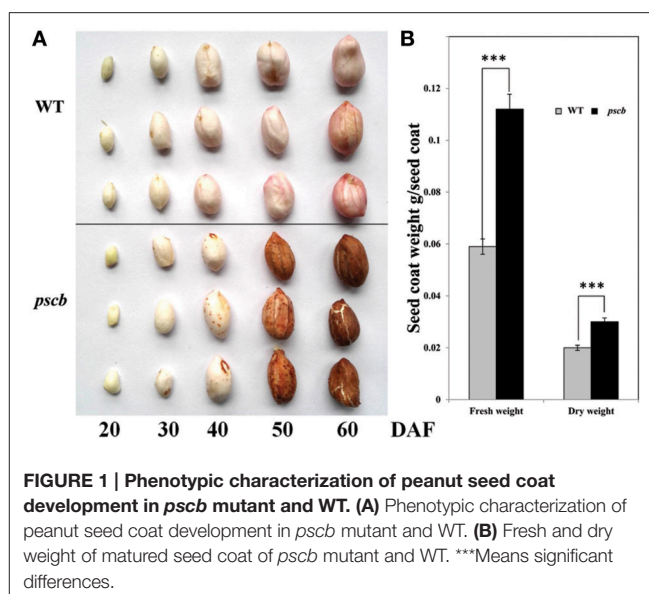 A
WT
pscb
20 30 40 50 60 DAF
B
Seed coat weight g/seed coat
0.12
0.1
0.08
0.06
0.04
0.02
0
***
WT pscb
***
Fresh weight Dry weight
FIGURE 1 | Phenotypic characterization of peanut seed coat
development in pscb mutant and WT. (A) Phenotypic characterization of
peanut seed coat development in pscb mutant and WT. (B) Fresh and dry
weight of matured seed coat of pscb mutant and WT. ***Means significant
differences.